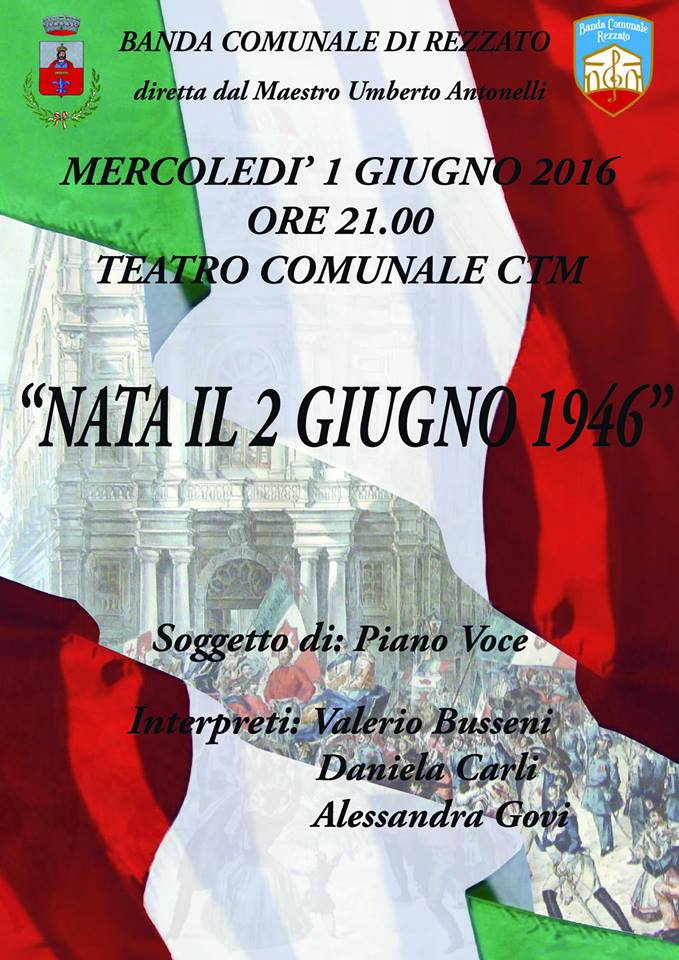 BANDA COMUNALE DI REZZATO
diretta dal Maestro Umberto Antonelli
Banda Comunale
Rezzato
MERCOLEDI' 1 GIUGNO 2016
ORE 21.00
TEATRO COMUNALE CTM
“NATA IL 2 GIUGNO 1946”
Soggetto di: Piano Voce
Interpreti: Valerio Busseni
Daniela Carli
Alessandra Govi